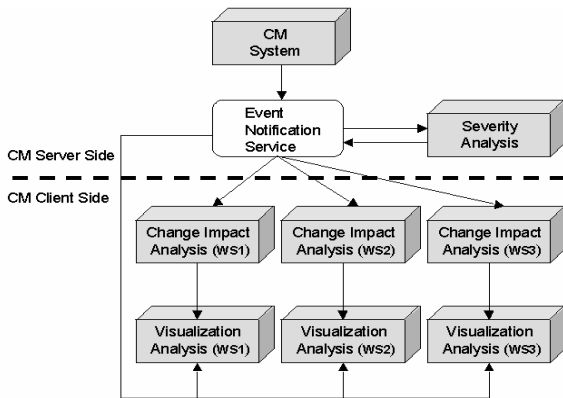 CM
System
Event
Notification
Service
Severity
Analysis
CM Server Side
CM Client Side
Change Impact
Analysis (WS1)
Change Impact
Analysis (WS2)
Change Impact
Analysis (WS3)
Visualization
Analysis (WS1)
Visualization
Analysis (WS2)
Visualization
Analysis (WS3)